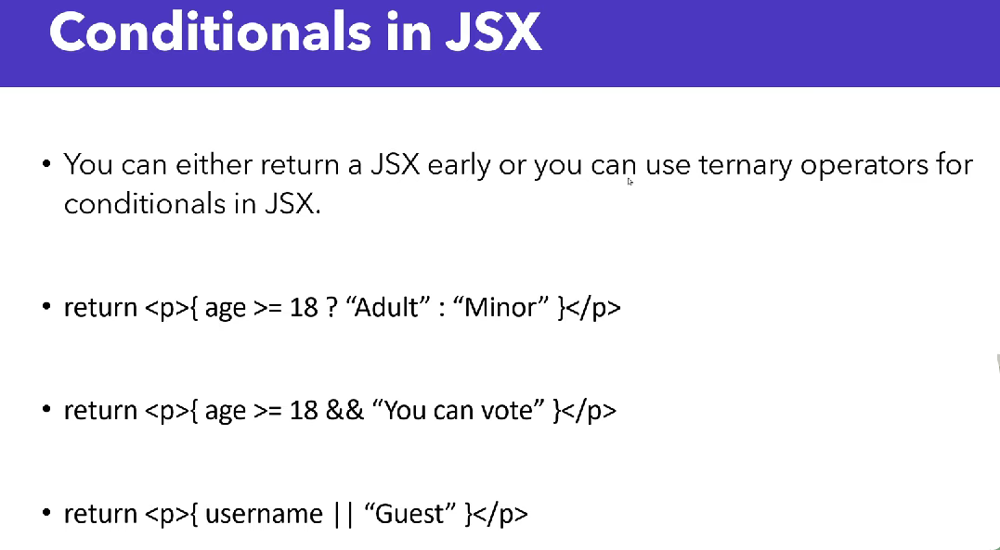 Conditionals in JSX
• You can either return a JSX early or you can use ternary operators for
conditionals in JSX.
• return <p>{ age >= 18 ? “Adult” : “Minor” }</p>
• return <p>{ age >= 18 && “You can vote” }</p>
• return <p>{ username || “Guest” }</p>